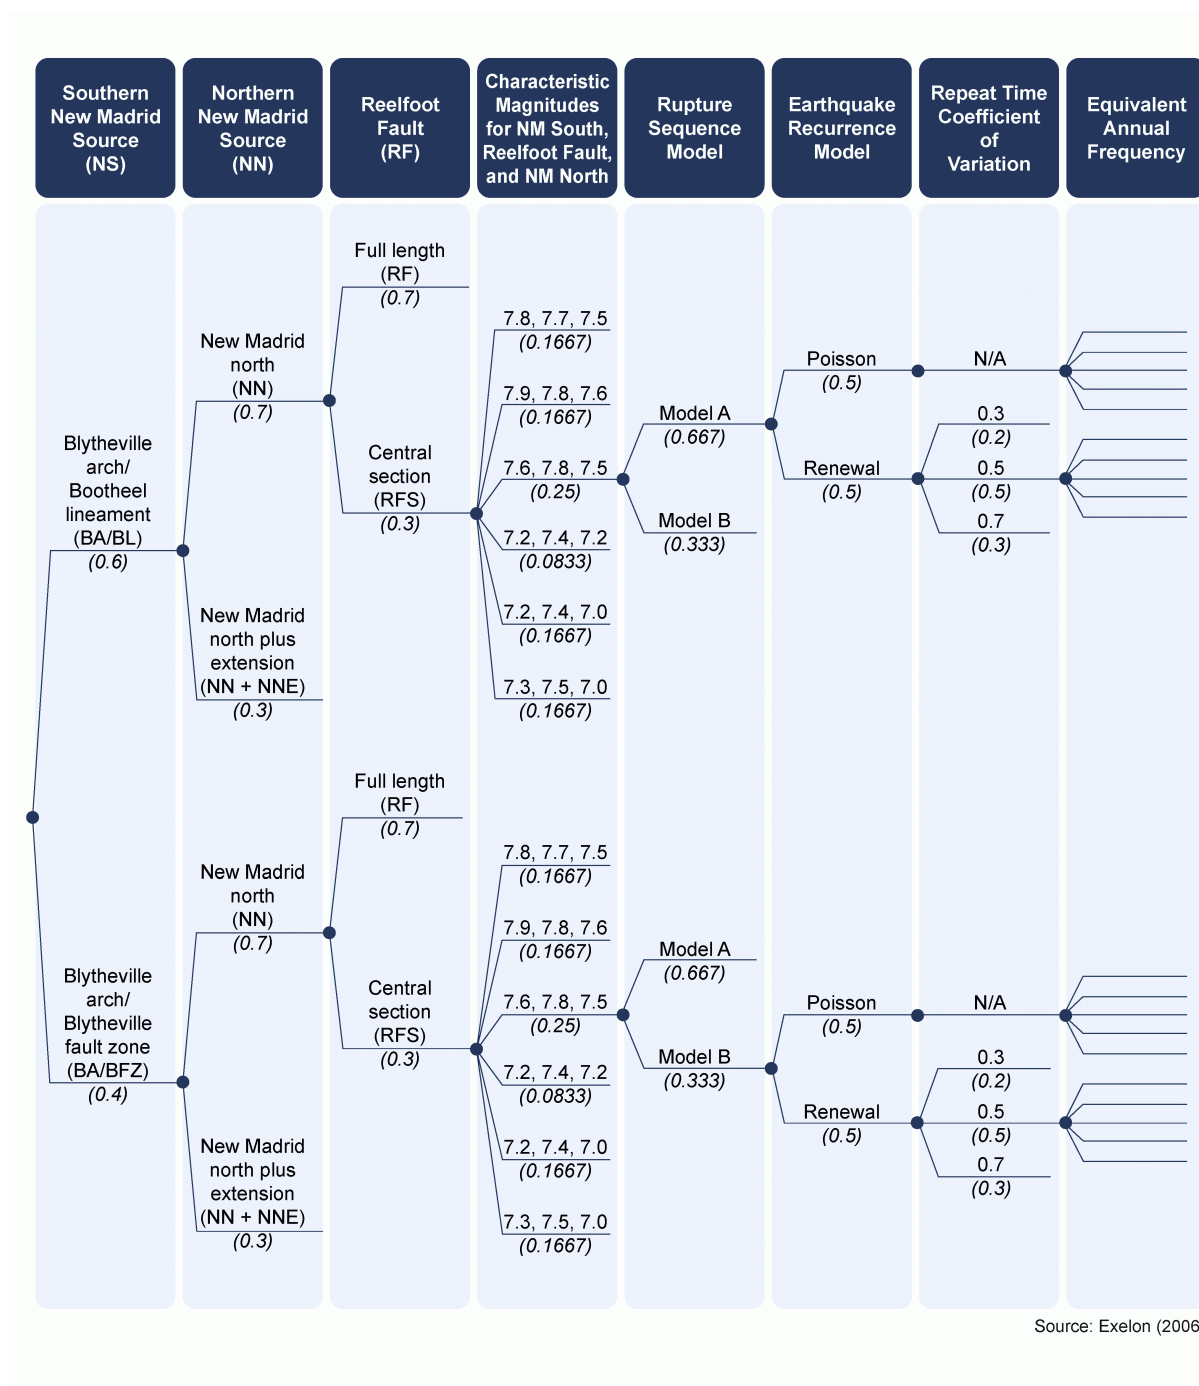 Southern
New Madrid
Source
(NS)
Northern
New Madrid
Source
(NN)
Reelfoot
Fault
(RF)
Characteristic
Magnitudes
for NM South,
Reelfoot Fault,
and NM North
Rupture
Sequence
Model
Earthquake
Recurrence
Model
Repeat Time
Coefficient
of
Variation
Equivalent
Annual
Frequency
Blytheville
arch/
Bootheel
lineament
(BA/BL)
(0.6)
New Madrid
north
(NN)
(0.7)
New Madrid
north plus
extension
(NN + NNE)
(0.3)
Full length
(RF)
(0.7)
Central
section
(RFS)
(0.3)
7.8, 7.7, 7.5
(0.1667)
7.9, 7.8, 7.6
(0.1667)
7.6, 7.8, 7.5
(0.25)
7.2, 7.4, 7.2
(0.0833)
7.2, 7.4, 7.0
(0.1667)
7.3, 7.5, 7.0
(0.1667)
Model A
(0.667)
Model B
(0.333)
Poisson
(0.5)
Renewal
(0.5)
N/A
0.3
(0.2)
0.5
(0.5)
0.7
(0.3)
Blytheville
arch/
Blytheville
fault zone
(BA/BFZ)
(0.4)
New Madrid
north
(NN)
(0.7)
New Madrid
north plus
extension
(NN + NNE)
(0.3)
Full length
(RF)
(0.7)
Central
section
(RFS)
(0.3)
7.8, 7.7, 7.5
(0.1667)
7.9, 7.8, 7.6
(0.1667)
7.6, 7.8, 7.5
(0.25)
7.2, 7.4, 7.2
(0.0833)
7.2, 7.4, 7.0
(0.1667)
7.3, 7.5, 7.0
(0.1667)
Model A
(0.667)
Model B
(0.333)
Poisson
(0.5)
Renewal
(0.5)
N/A
0.3
(0.2)
0.5
(0.5)
0.7
(0.3)
Source: Exelon (2006